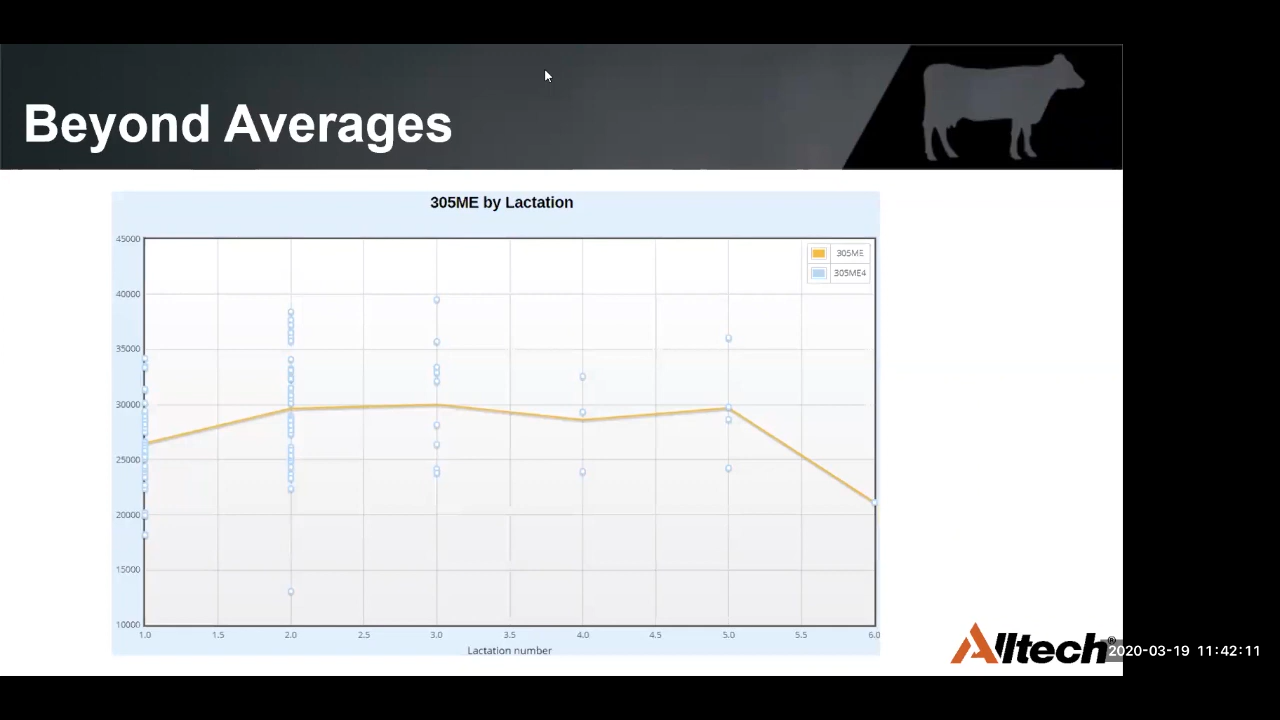 Beyond Averages
305ME by Lactation
45000
305ME
305ME4
40000
35000
30000
25000
20000
15000
10000
1.0 1.5 2.0 2.5 3.0 3.5 4.0 4.5 5.0 5.5 6.0
Lactation number
Alltech®
2020-03-19 11:42:11